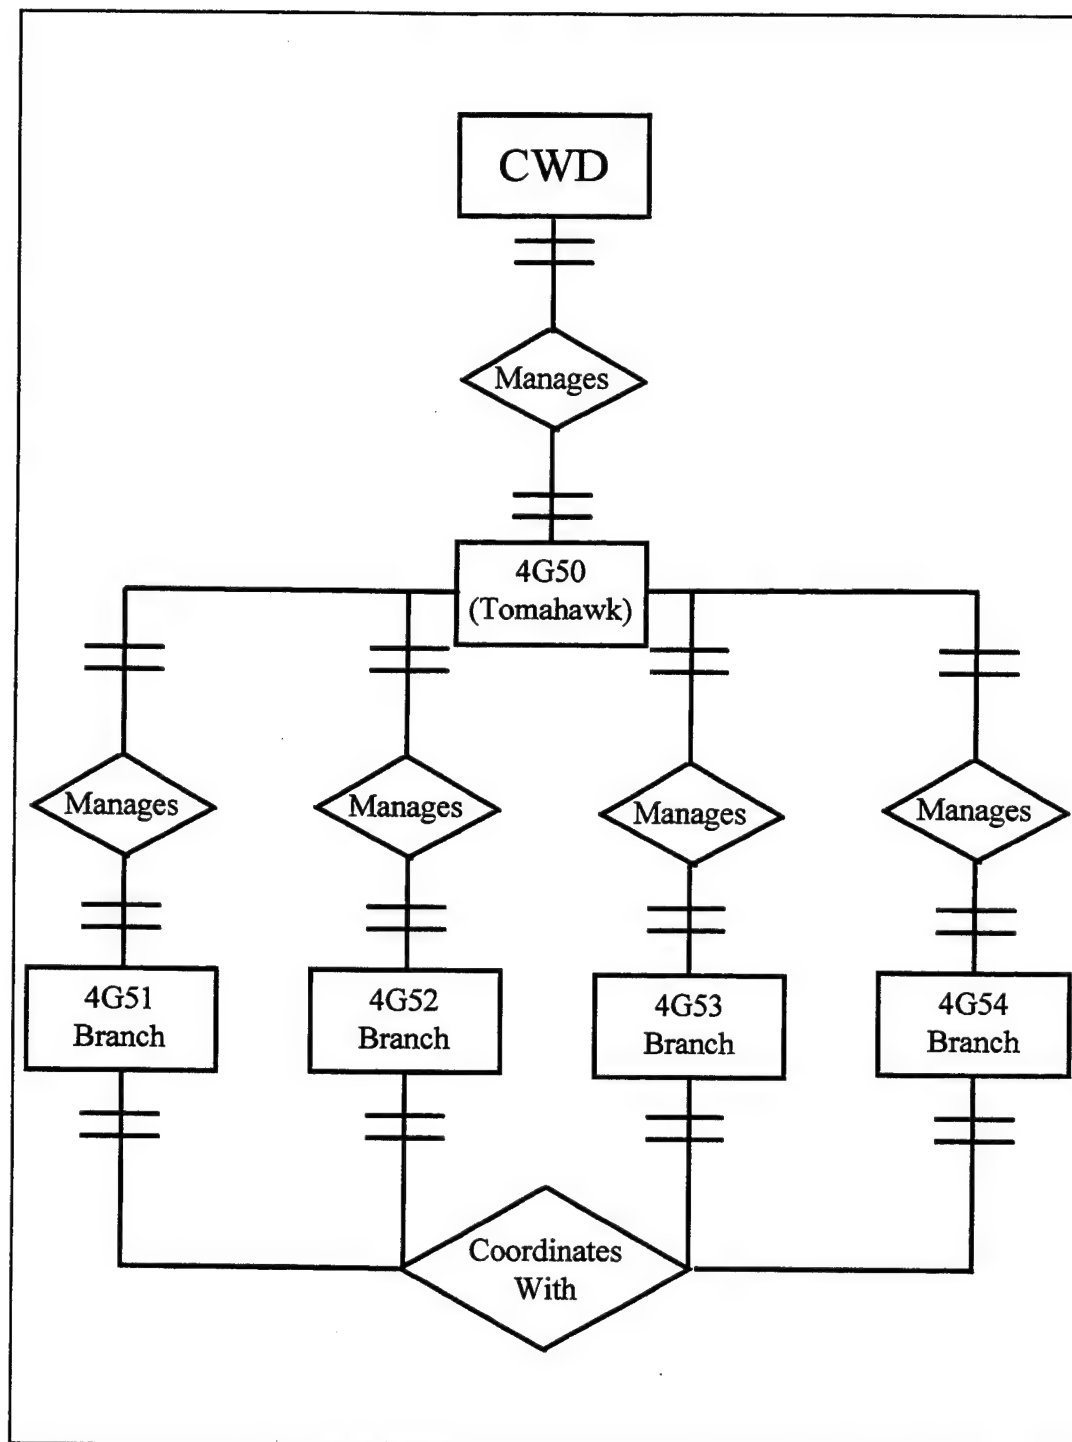 CWD
Manages
4G50
(Tomahawk)
Manages
Manages
Manages
Manages
4G51
Branch
4G52
Branch
4G53
Branch
4G54
Branch
Coordinates
With